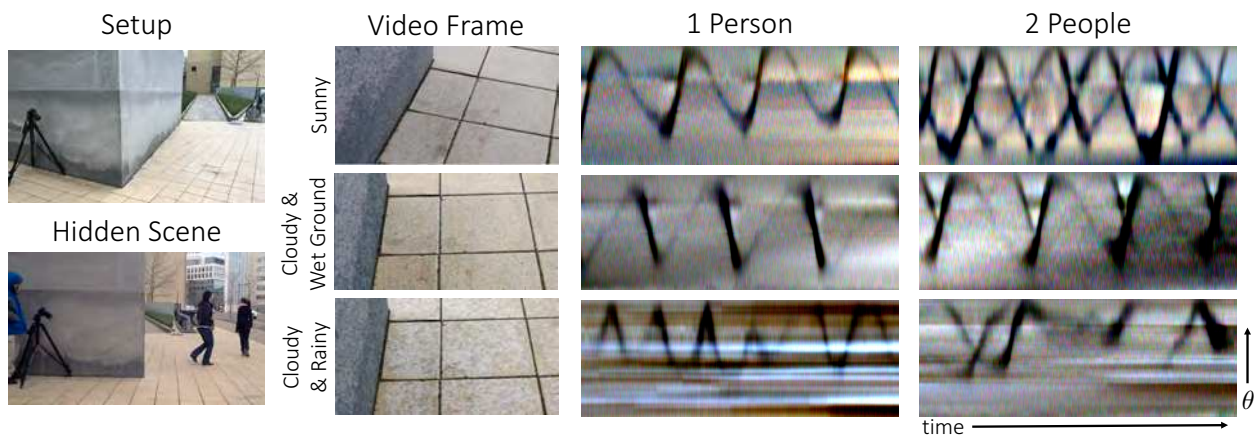 Setup
Video Frame
1 Person
2 People
Sunny
Hidden Scene
Cloudy &
Wet Ground
Cloudy
& Rainy
θ
time